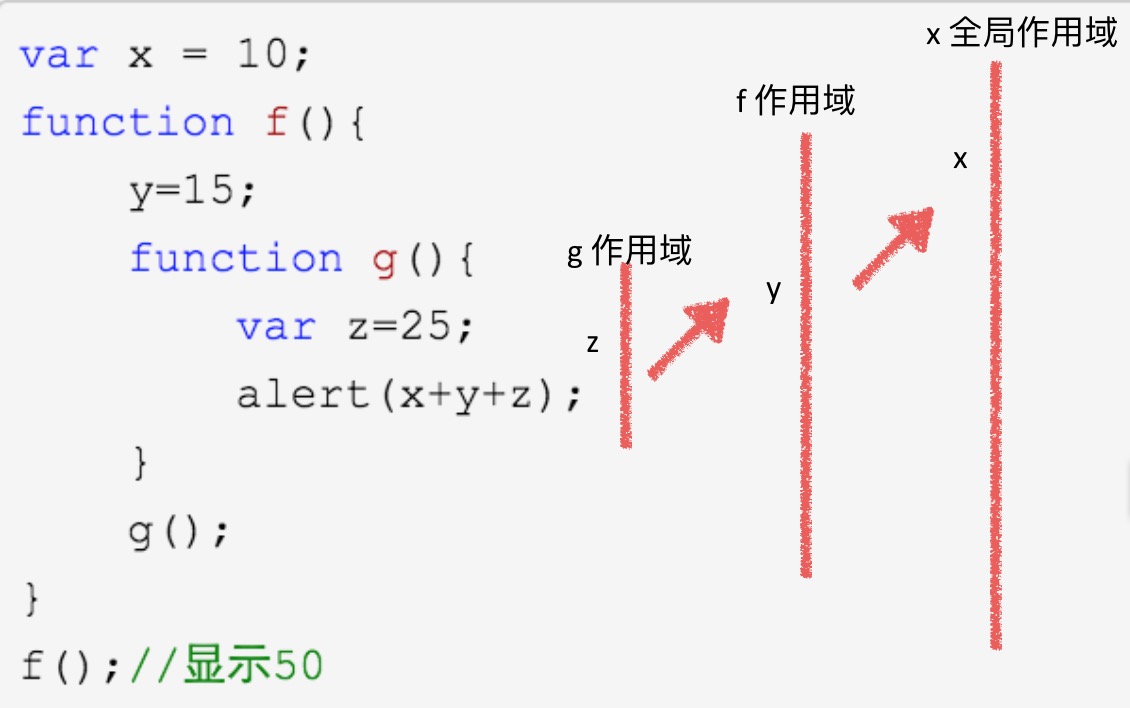 var x = 10;
function f(){
y=15;
function g(){
var z=25;
alert(x+y+z);
}
g();
}
f();//显示50
g 作用域
z
f 作用域
y
x 全局作用域
x